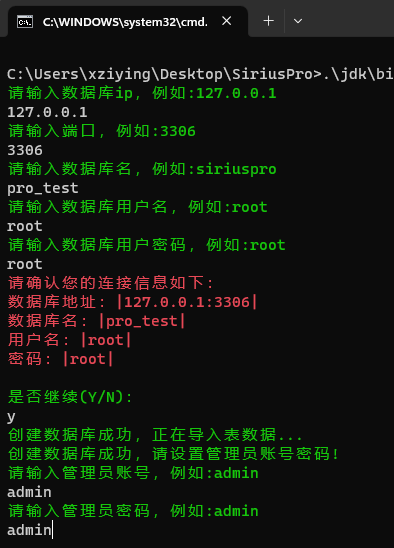 C:\WINDOWS\system32\cmd.
C:\Users\xziying\Desktop\SiriusPro>.\jdk\bi
请输入数据库ip，例如:127.0.0.1
127.0.0.1
请输入端口，例如:3306
3306
请输入数据库名，例如:siriuspro
pro_test
请输入数据库用户名，例如:root
root
请输入数据库用户密码，例如:root
root
请确认您的连接信息如下：
数据库地址：|127.0.0.1:3306|
数据库名：|pro_test|
用户名：|root|
密码：|root|
是否继续(Y/N)：
y
创建数据库成功，正在导入表数据...
创建数据库成功，请设置管理员账号密码！
请输入管理员账号，例如:admin
admin
请输入管理员密码，例如:admin
admin